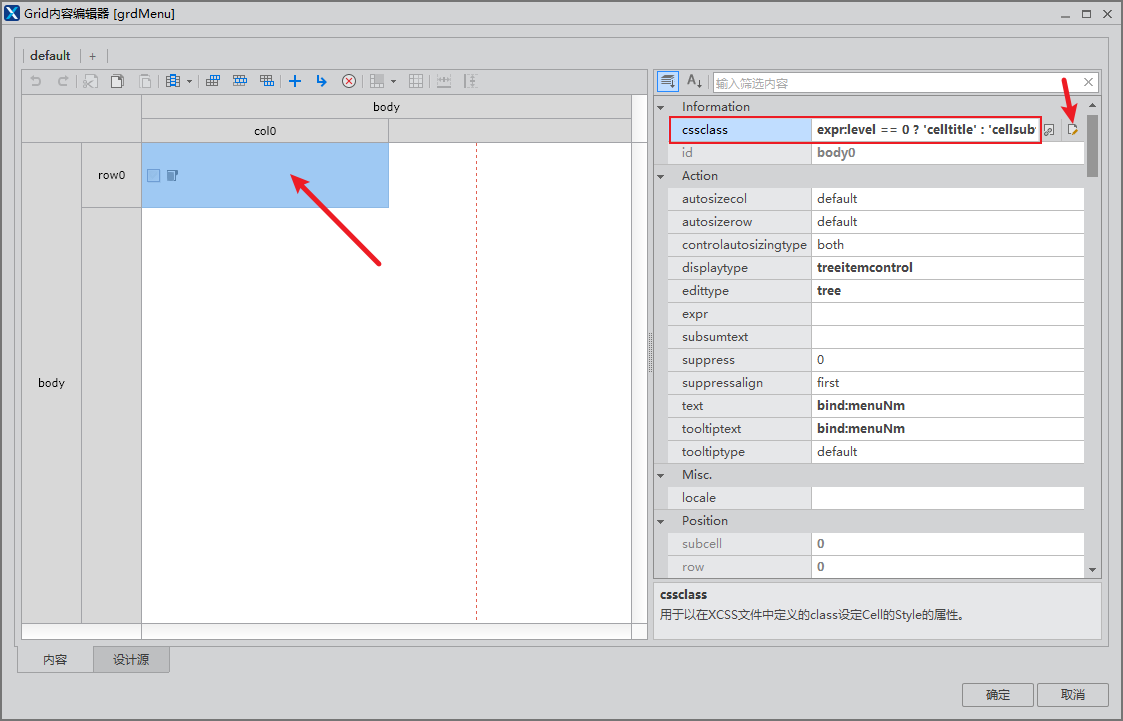 Grid内容编辑器 [grdMenu]
default +
输入筛选内容
body
col0
row0
body
Information
cssclass expr:level == 0 ? 'celltitle' : 'cellsub
id body0
Action
autosizecol default
autosizerow default
controlautosizingtype both
displaytype treeitemcontrol
edittype tree
expr
subsumtext
suppress 0
suppressalign first
text bind:menuNm
tooltiptext bind:menuNm
tooltiptype default
Misc.
locale
Position
subcell 0
row 0
cssclass
用于以在XCSS文件中定义的class设定Cell的Style的属性。
内容 设计源
确定 取消